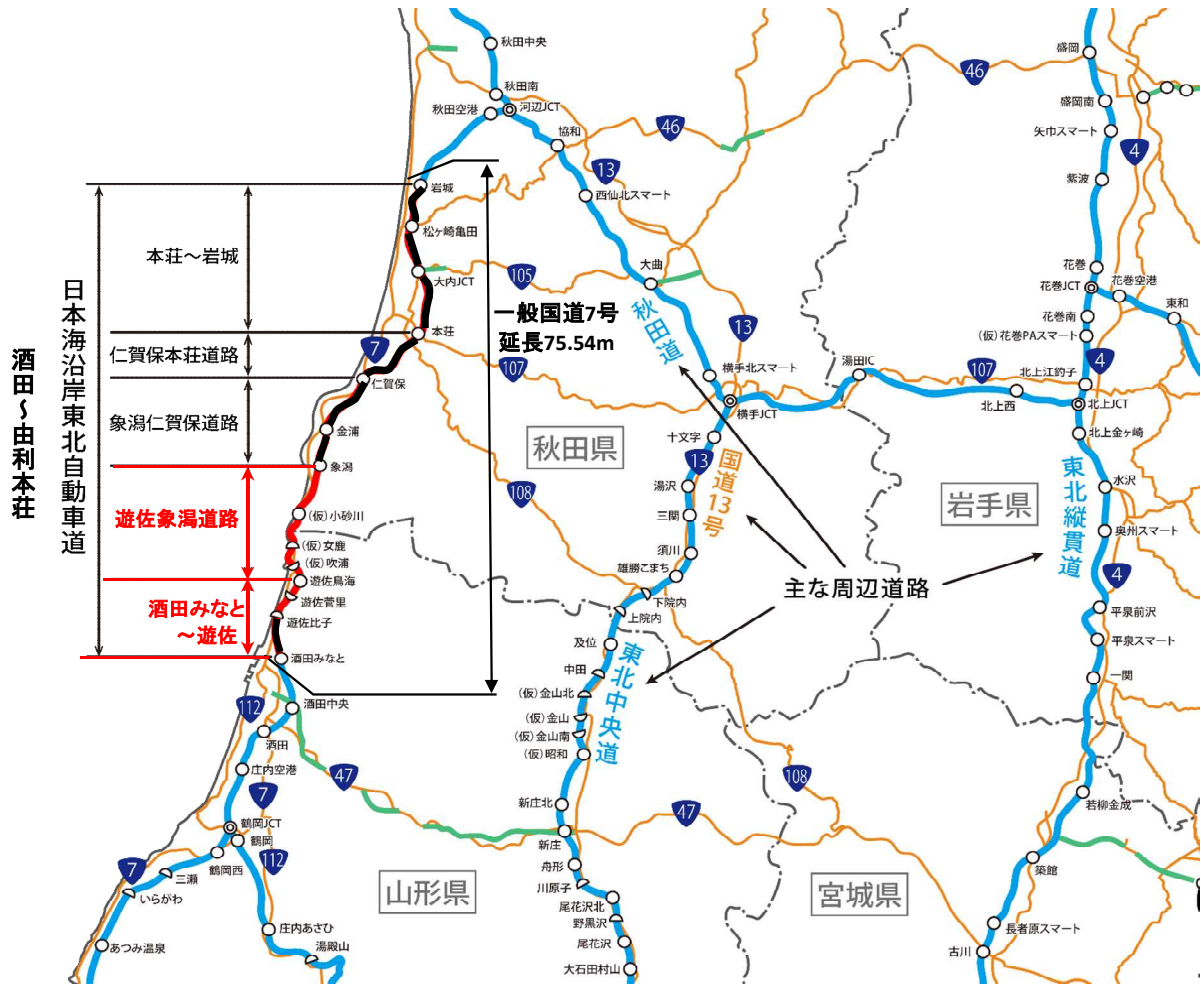 秋田中央
秋田南
秋田空港
河辺JCT
協和
46
46
13
西仙北スマート
大曲
秋田道
13
横手北スマート
横手JCT
湯田IC
107
北上西
北上江釣子
北上JCT
北上金ヶ崎
盛岡
盛岡南
矢巾スマート
4
紫波
花巻
花巻JCT
花巻空港
東和
花巻南
(仮)花巻PAスマート
4
水沢
奥州スマート
東北縦貫道
4
平泉前沢
平泉スマート
一関
若柳金成
築館
長者原スマート
古川
岩城
松ヶ崎亀田
大内JCT
105
本荘
7
107
仁賀保
金浦
象潟
(仮)小砂川
(仮)女鹿
(仮)吹浦
遊佐鳥海
遊佐菅里
遊佐比子
酒田みなと
酒田中央
112
酒田
庄内空港
7
鶴岡JCT
鶴岡
112
鶴岡西
三瀬
7
いらがわ
あつみ温泉
庄内あさひ
湯殿山
酒田~由利本荘
日本海沿岸東北自動車道
本荘~岩城
仁賀保本荘道路
象潟仁賀保道路
遊佐象潟道路
酒田みなと
~遊佐
一般国道7号
延長75.54m
秋田県
岩手県
山形県
宮城県
108
十文字
13
国道13号
湯沢
三関
須川
雄勝こまち
下院内
上院内
及位
中田
(仮)金山北
(仮)金山
(仮)金山南
(仮)昭和
東北中央道
主な周辺道路
108
47
47
新庄北
新庄
舟形
川原子
尾花沢北
野黒沢
尾花沢
大石田村山